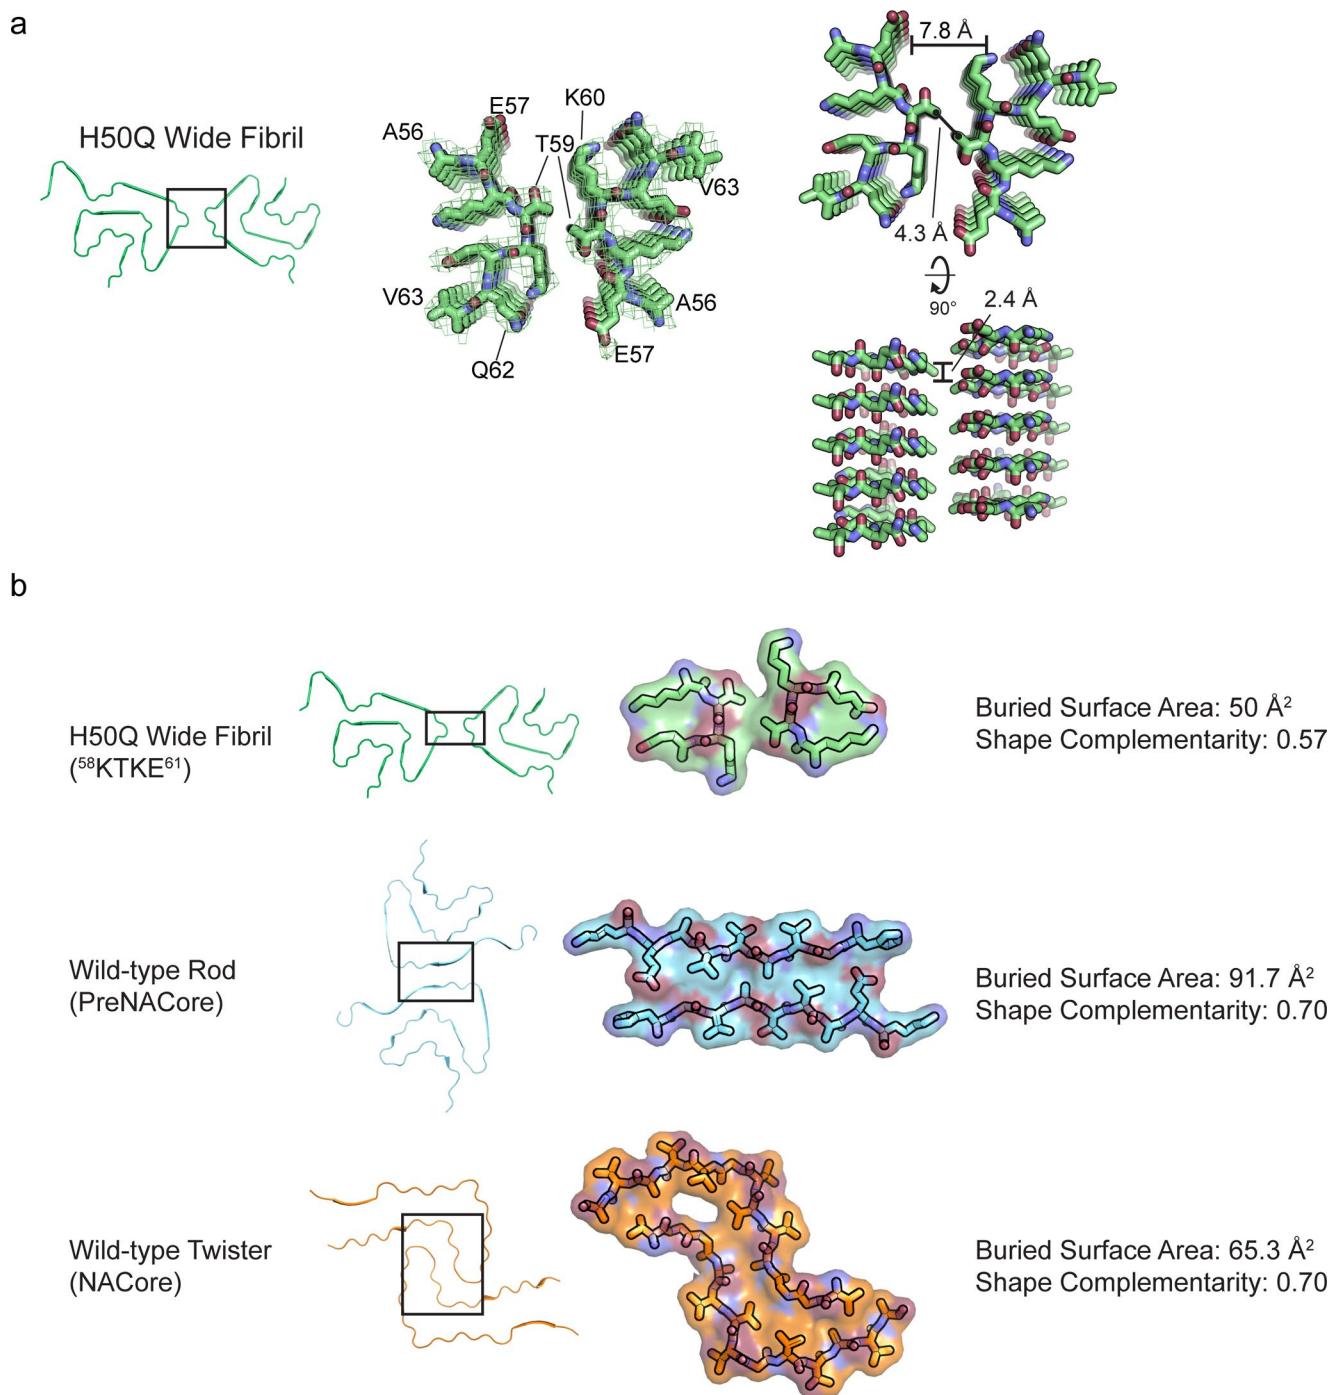 a
H50Q Wide Fibril
E57
K60
A56
T59
V63
V63
A56
Q62
E57
7.8 Å
4.3 Å
90°
2.4 Å
b
H50Q Wide Fibril
(⁵⁸KTKE⁶¹)
Buried Surface Area: 50 Å²
Shape Complementarity: 0.57
Wild-type Rod
(PreNACore)
Buried Surface Area: 91.7 Å²
Shape Complementarity: 0.70
Wild-type Twister
(NACore)
Buried Surface Area: 65.3 Å²
Shape Complementarity: 0.70